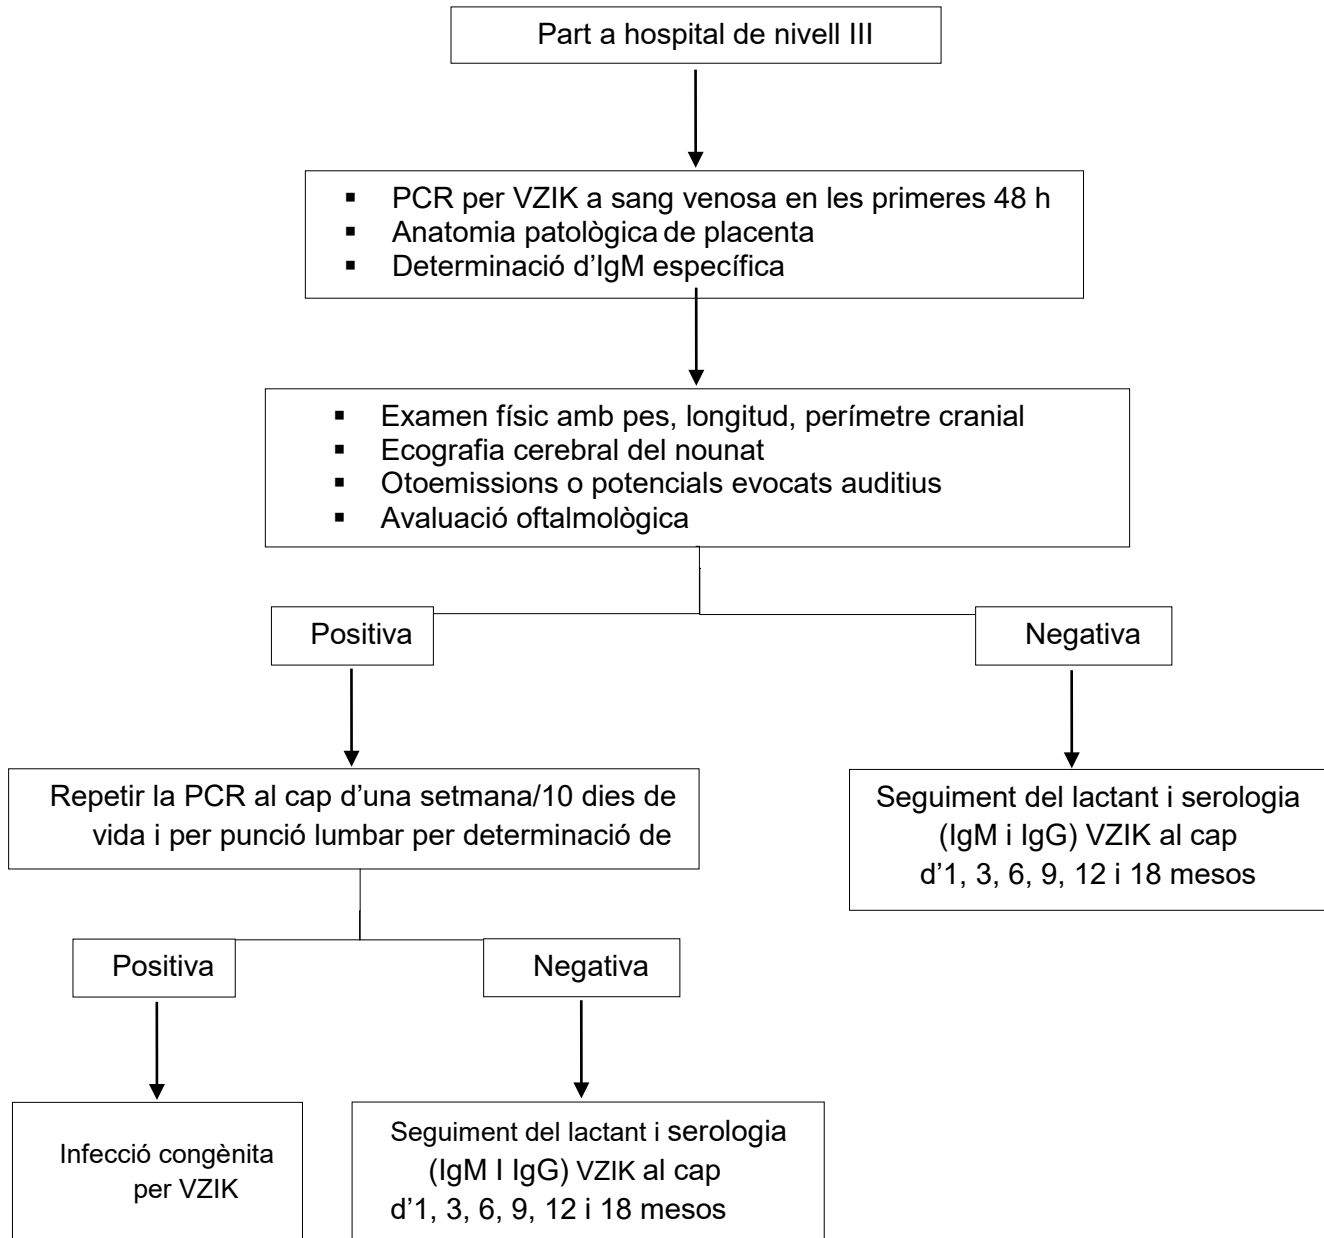 Part a hospital de nivell III
▪ PCR per VZIK a sang venosa en les primeres 48 h
▪ Anatomia patològica de placenta
▪ Determinació d’IgM específica
▪ Examen físic amb pes, longitud, perímetre cranial
▪ Ecografia cerebral del nounat
▪ Otoemissions o potencials evocats auditius
▪ Avaluació oftalmològica
Positiva
Negativa
Repetir la PCR al cap d’una setmana/10 dies de
vida i per punció lumbar per determinació de
Seguiment del lactant i serologia
(IgM i IgG) VZIK al cap
d’1, 3, 6, 9, 12 i 18 mesos
Positiva
Negativa
Infecció congènita
per VZIK
Seguiment del lactant i serologia
(IgM I IgG) VZIK al cap
d’1, 3, 6, 9, 12 i 18 mesos